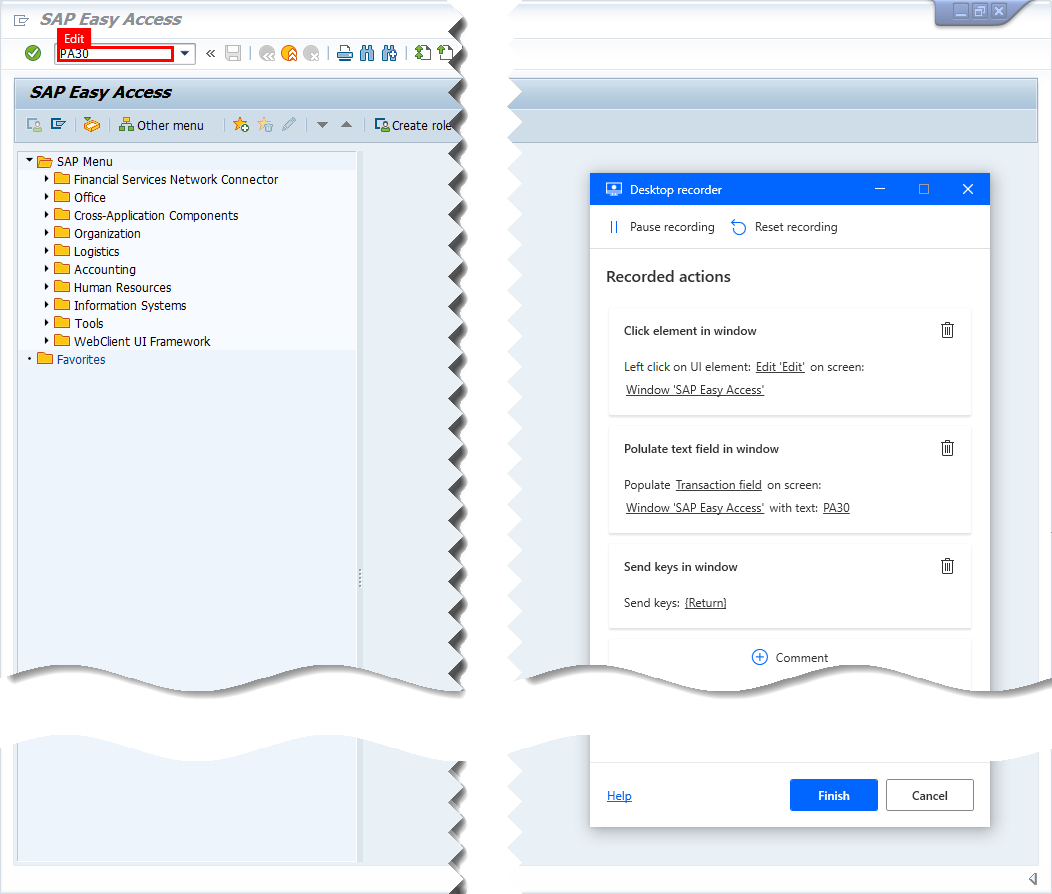 SAP Easy Access
Edit
PA30
SAP Easy Access
Other menu
Create role
SAP Menu
Financial Services Network Connector
Office
Cross-Application Components
Organization
Logistics
Accounting
Human Resources
Information Systems
Tools
WebClient UI Framework
Favorites
Desktop recorder
Pause recording
Reset recording
Recorded actions
Click element in window
Left click on UI element: Edit 'Edit' on screen:
Window 'SAP Easy Access'
Polulate text field in window
Populate Transaction field on screen:
Window 'SAP Easy Access' with text: PA30
Send keys in window
Send keys: {Return}
Comment
Help
Finish
Cancel